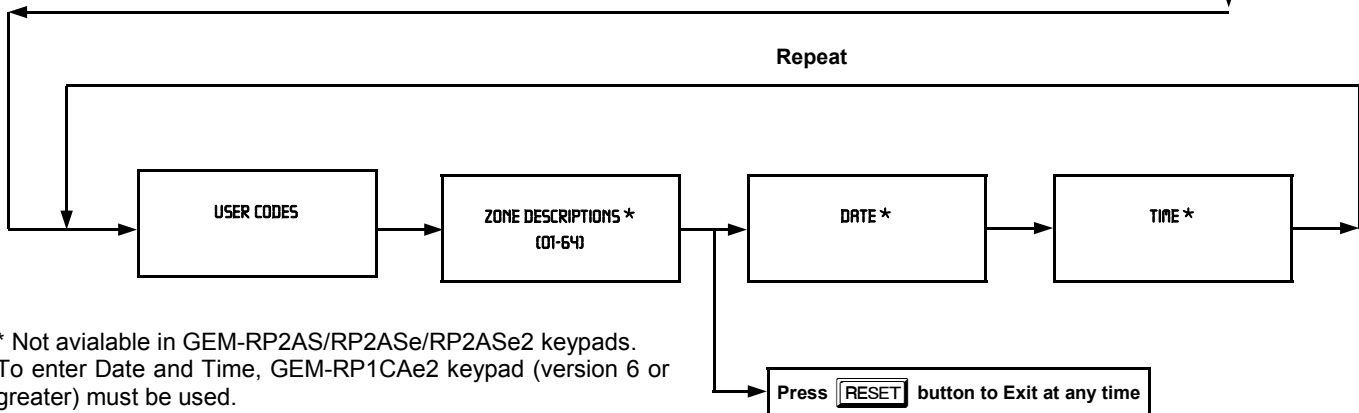 Repeat
USER CODES
ZONE DESCRIPTIONS *
(01-64)
DATE *
TIME *
* Not avialable in GEM-RP2AS/RP2ASe/RP2ASe2 keypads.
To enter Date and Time, GEM-RP1CAe2 keypad (version 6 or
greater) must be used.
Press RESET button to Exit at any time